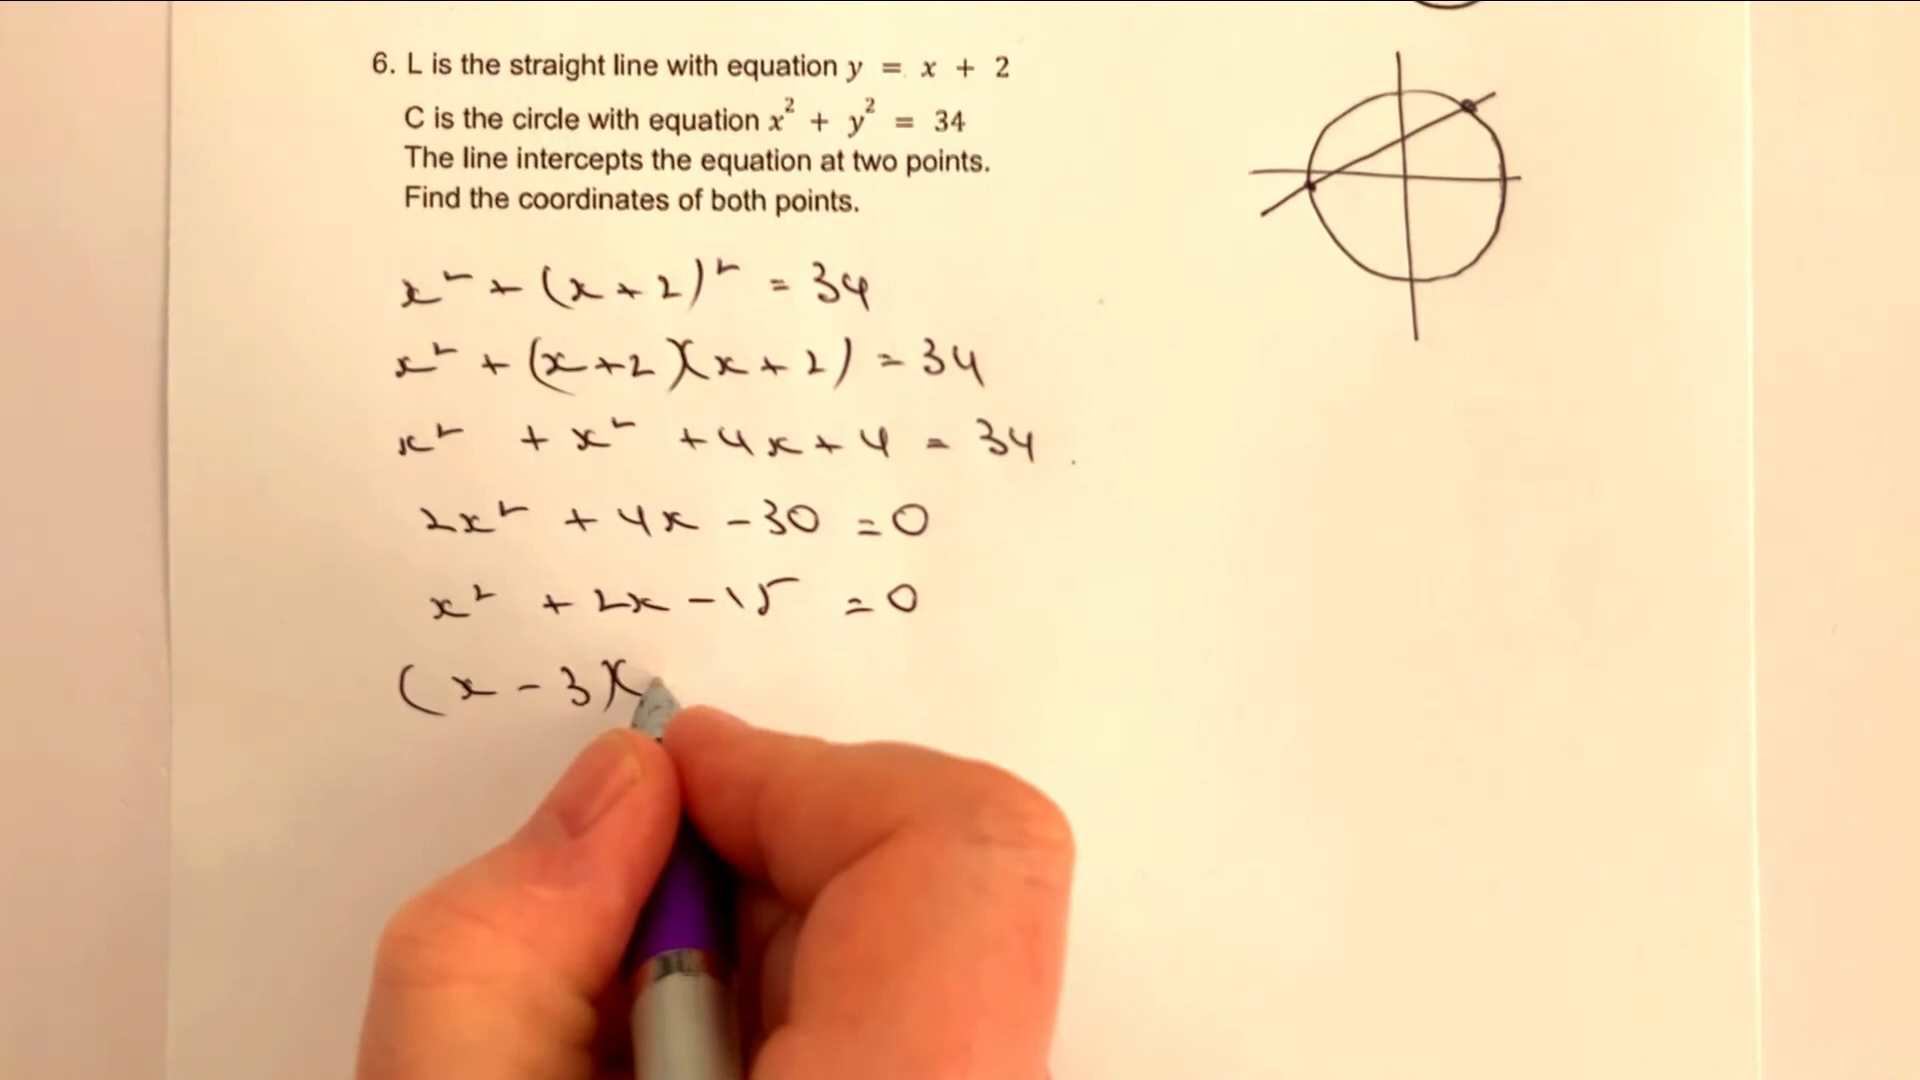 6. L is the straight line with equation y = x + 2
C is the circle with equation x² + y² = 34
The line intercepts the equation at two points.
Find the coordinates of both points.
x² + (x + 2)² = 34
x² + (x + 2)(x + 2) = 34
x² + x² + 4x + 4 = 34
2x² + 4x - 30 = 0
x² + 2x - 15 = 0
(x - 3)(